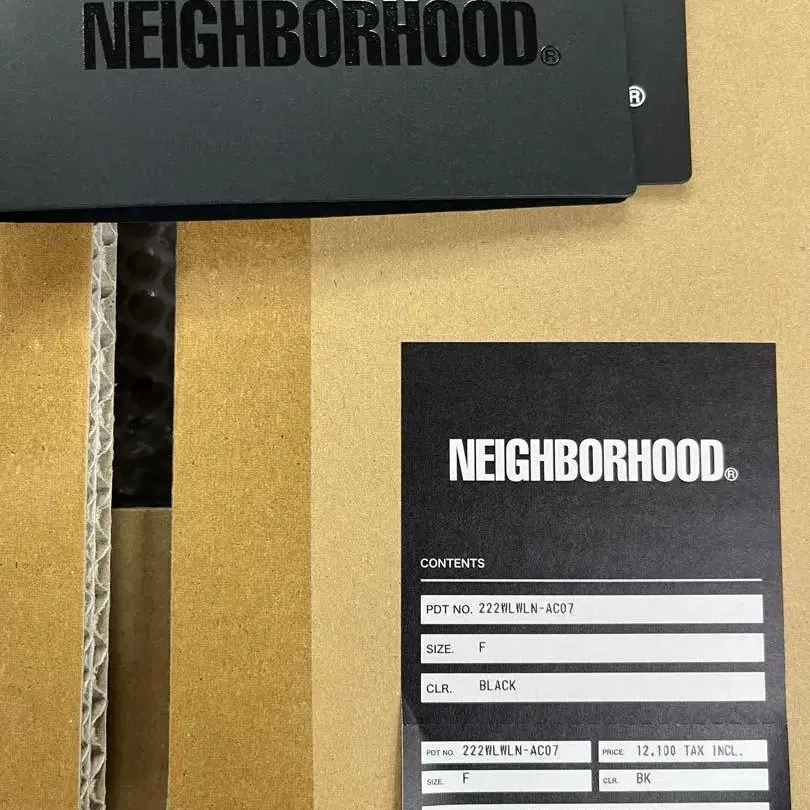 NEIGHBORHOOD®
®
NEIGHBORHOOD®
CONTENTS
PDT NO. 222WLWLN-AC07
SIZE. F
CLR. BLACK
PDT NO. 222WLWLN-AC07 PRICE 12,100 TAX INCL.
SIZE. F CLR. BK